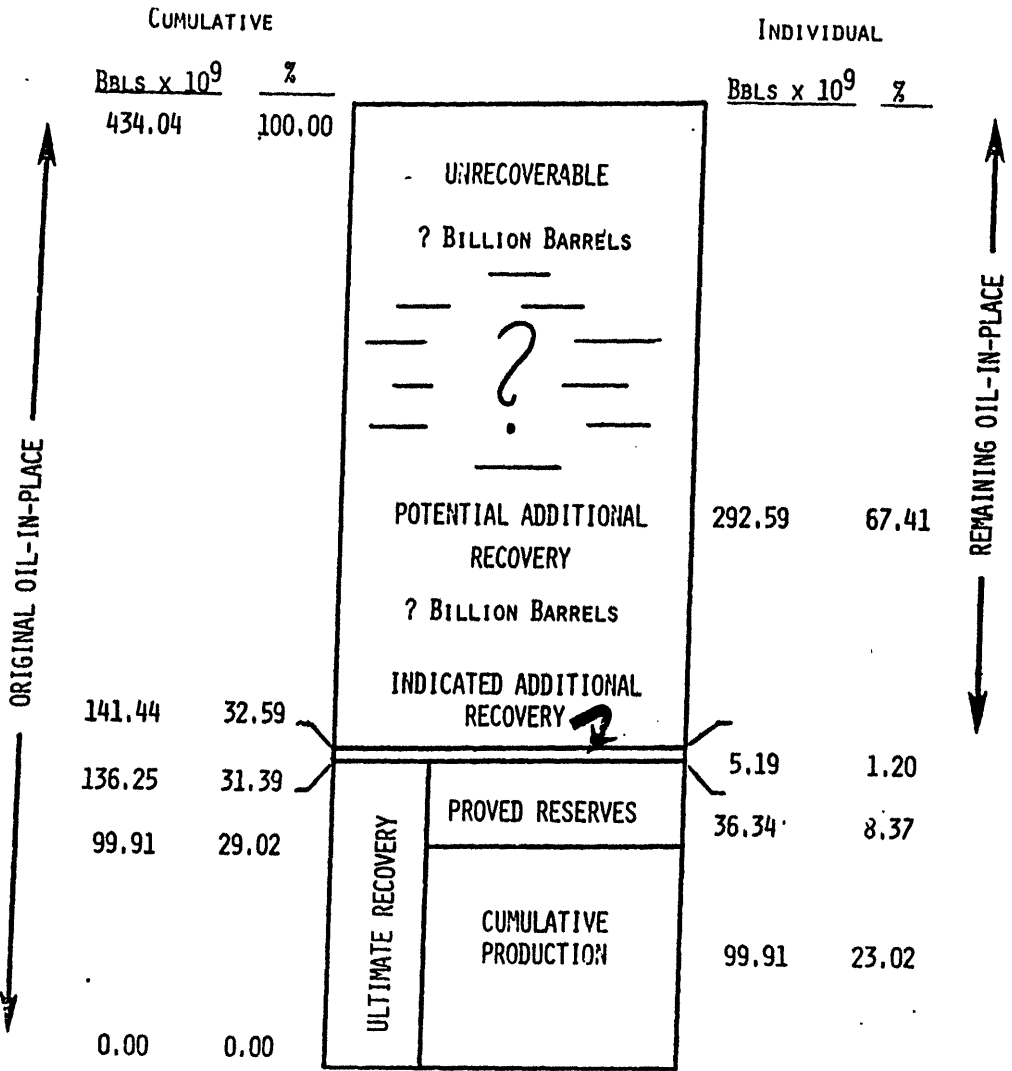 CUMULATIVE
INDIVIDUAL
BBLS x 10^9 %
BBLS x 10^9 %
434.04 100.00
UNRECOVERABLE
? BILLION BARRELS
?
ORIGINAL OIL-IN-PLACE
REMAINING OIL-IN-PLACE
POTENTIAL ADDITIONAL
RECOVERY
292.59 67.41
? BILLION BARRELS
INDICATED ADDITIONAL
RECOVERY
141.44 32.59
5.19 1.20
136.25 31.39
PROVED RESERVES
36.34 8.37
99.91 29.02
ULTIMATE RECOVERY
CUMULATIVE
PRODUCTION
99.91 23.02
0.00 0.00